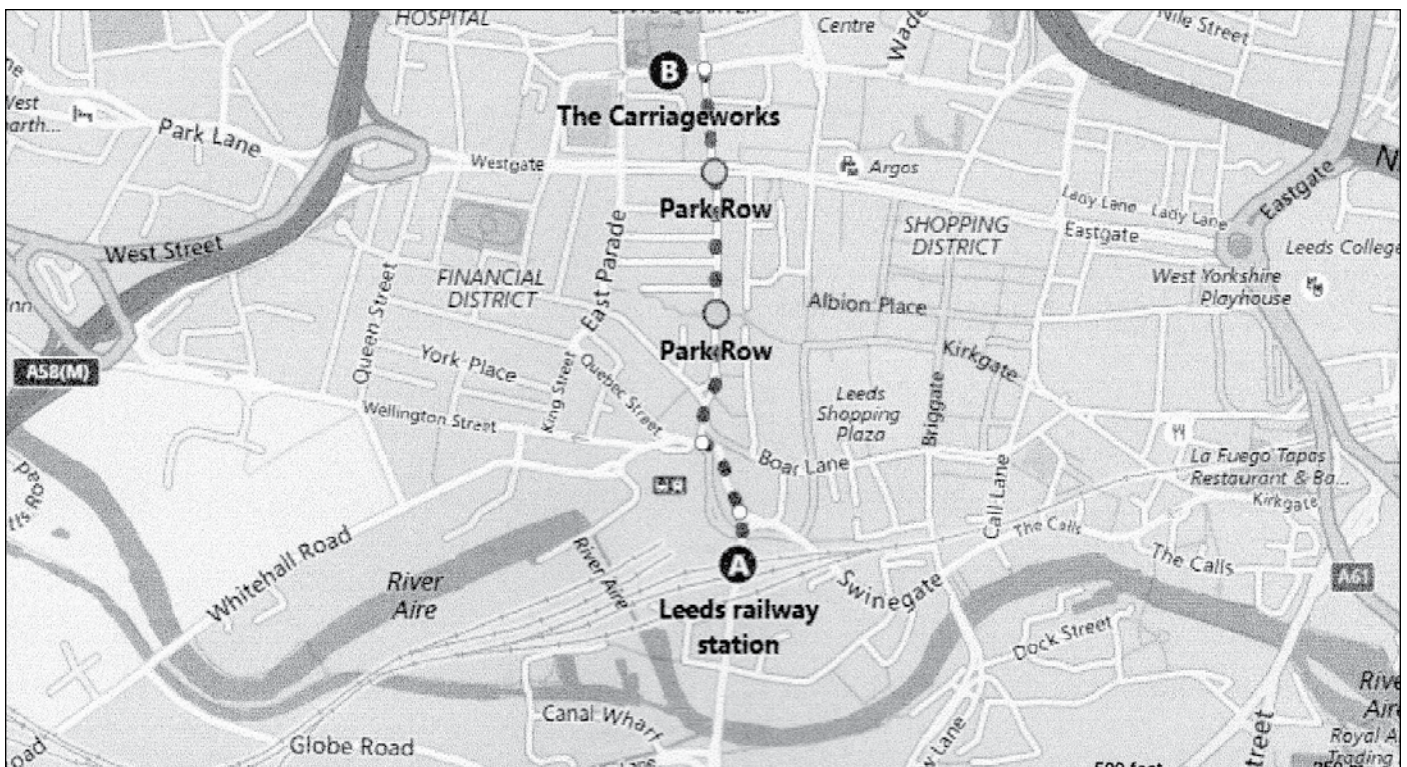 HOSPITAL
Centre
Wade
Nile Street
B
The Carriageworks
Park Lane
Westgate
Argos
Park Row
Lady Lane
Lady Lane
Eastgate
Eastgate
SHOPPING
DISTRICT
West Street
East Parade
Leeds College
West Yorkshire
Playhouse
FINANCIAL
DISTRICT
Queen Street
Albion Place
Park Row
York Place
Kirkgate
A58(M)
King Street
Quebec Street
Leeds
Shopping
Plaza
Briggate
Wellington Street
Boar Lane
La Fuego Tapas
Restaurant & Ba...
Kirkgate
Call Lane
The Calls
The Calls
Whitehall Road
River Aire
River
Aire
A
Swinegate
A61
Leeds railway
station
Dock Street
Canal Wharf
Globe Road